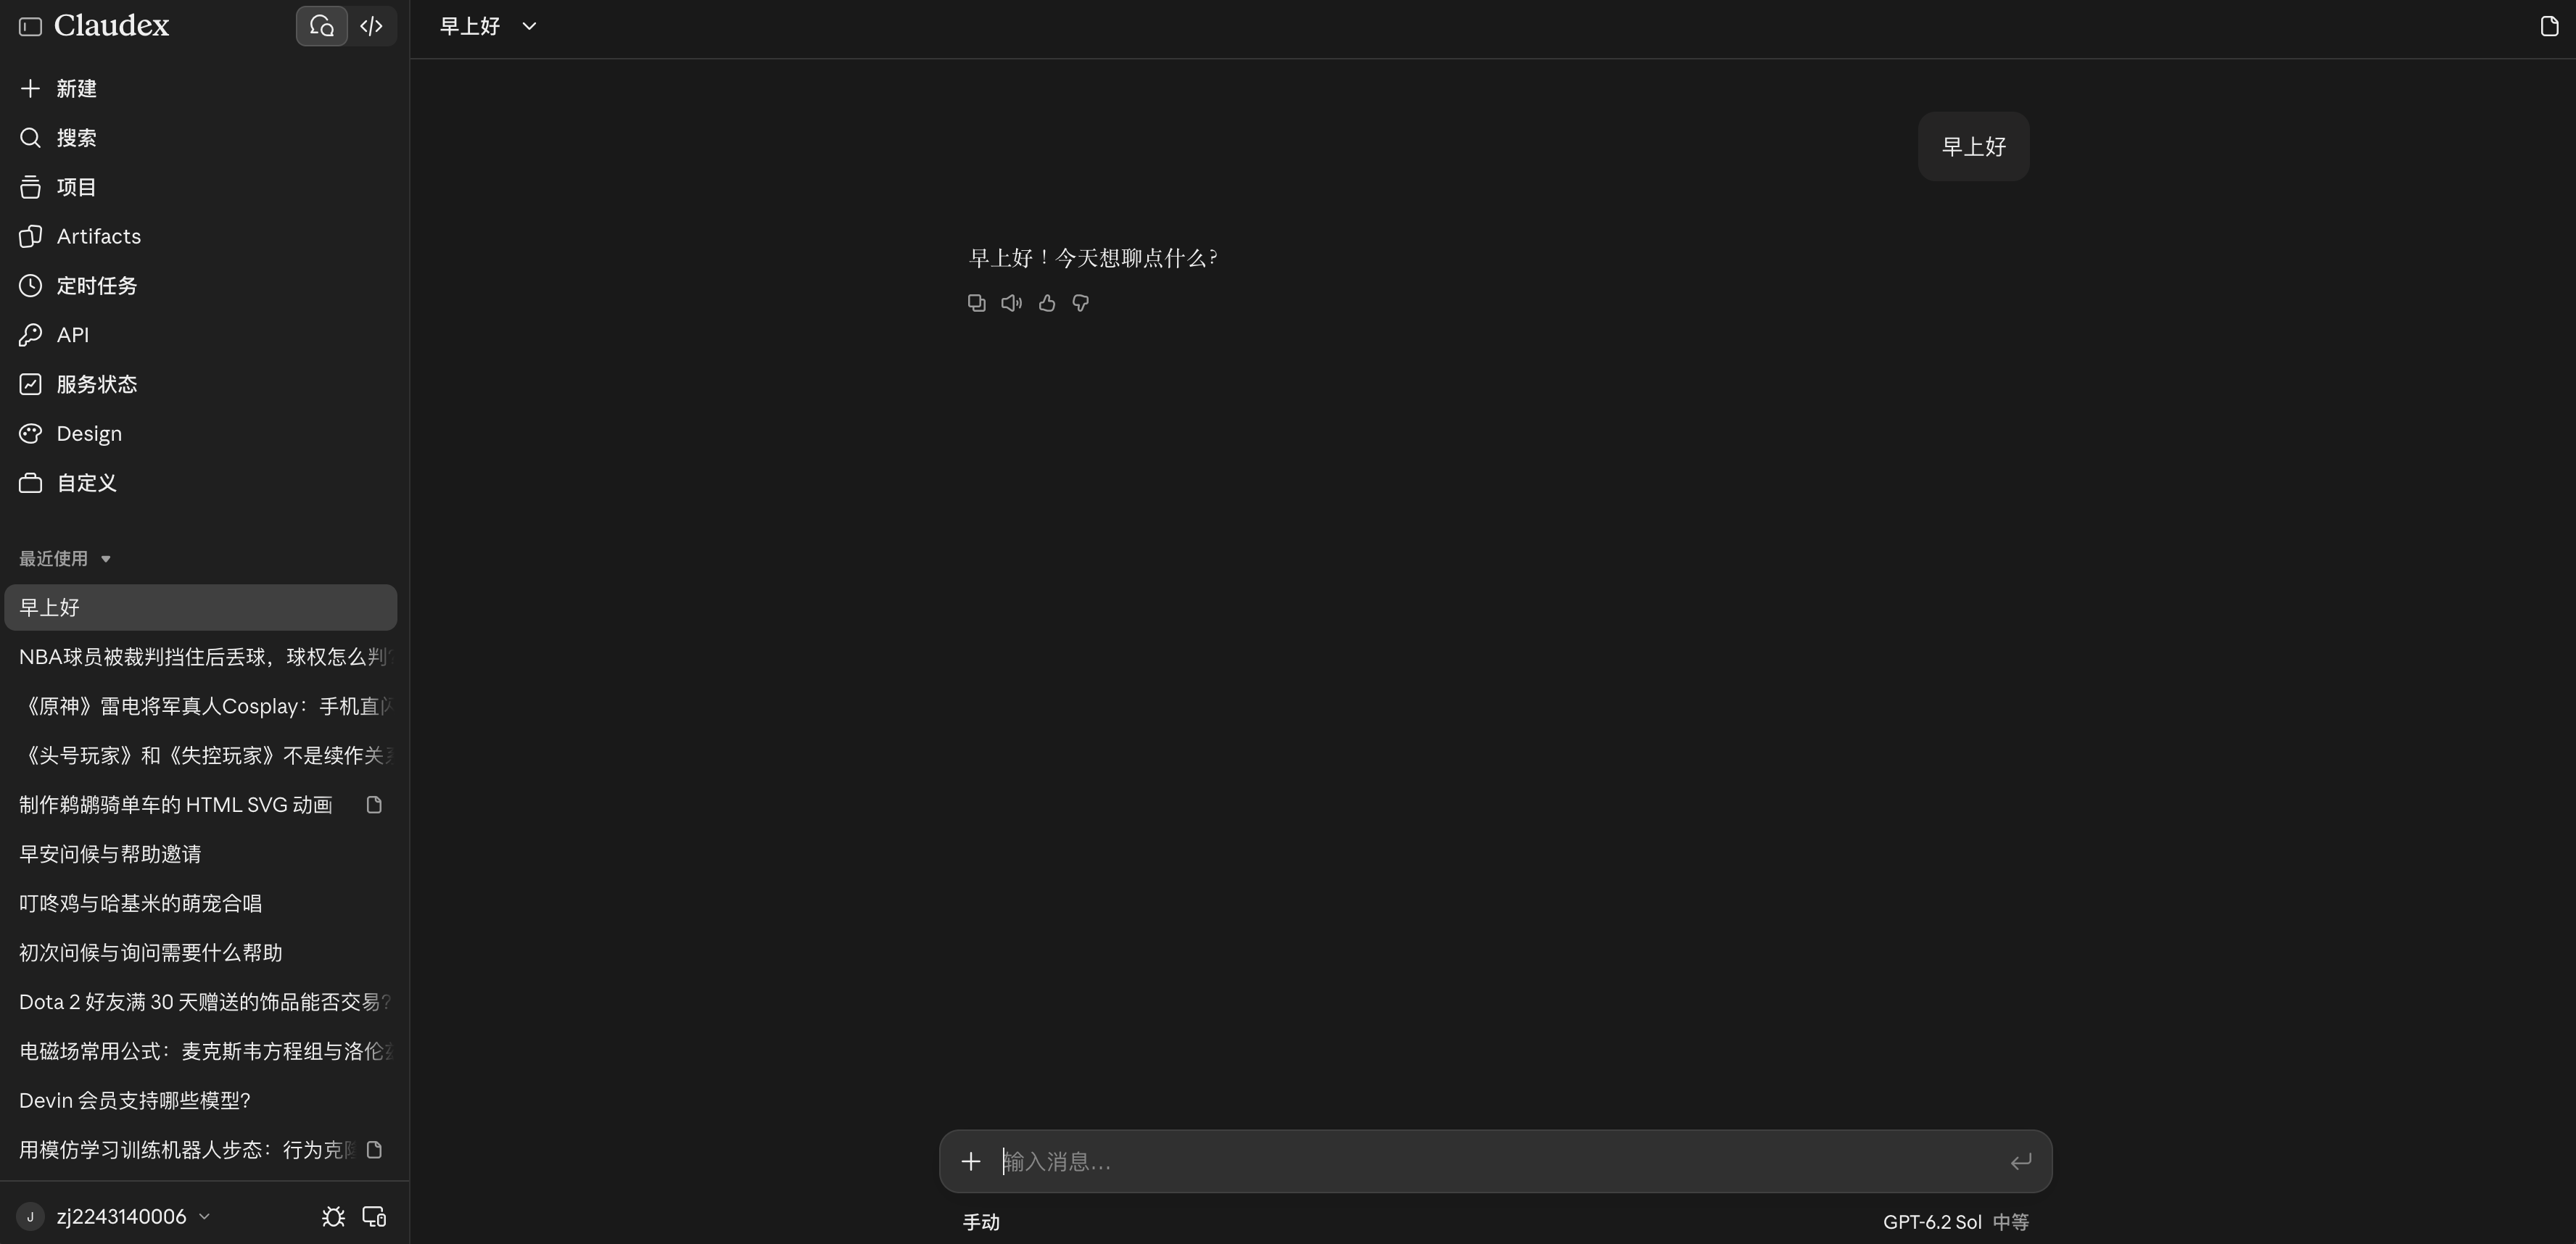 Claudex
新建
搜索
项目
Artifacts
定时任务
API
服务状态
Design
自定义
最近使用
早上好
NBA球员被裁判挡住后丢球，球权怎么判
《原神》雷电将军真人Cosplay：手机直
《头号玩家》和《失控玩家》不是续作关
制作鹈鹕骑单车的 HTML SVG 动画
早安问候与帮助邀请
叮咚鸡与哈基米的萌宠合唱
初次问候与询问需要什么帮助
Dota 2 好友满 30 天赠送的饰品能否交易?
电磁场常用公式：麦克斯韦方程组与洛伦
Devin 会员支持哪些模型?
用模仿学习训练机器人步态：行为克
J
zj2243140006
早上好
早上好
早上好！今天想聊点什么?
输入消息...
手动
GPT-6.2 Sol 中等